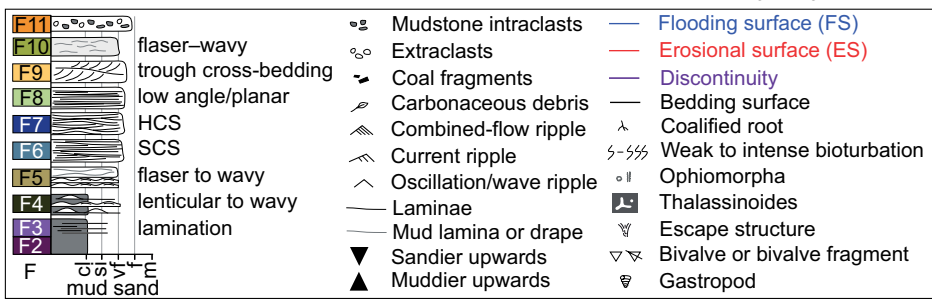 F11
F10 flaser–wavy
F9 trough cross-bedding
F8 low angle/planar
F7 HCS
F6 SCS
F5 flaser to wavy
F4 lenticular to wavy
F3 lamination
F2
F cl si vf f m
mud sand
Mudstone intraclasts
Extraclasts
Coal fragments
Carbonaceous debris
Combined-flow ripple
Current ripple
Oscillation/wave ripple
Laminae
Mud lamina or drape
Sandier upwards
Muddier upwards
Flooding surface (FS)
Erosional surface (ES)
Discontinuity
Bedding surface
Coalified root
Weak to intense bioturbation
Ophiomorpha
Thalassinoides
Escape structure
Bivalve or bivalve fragment
Gastropod